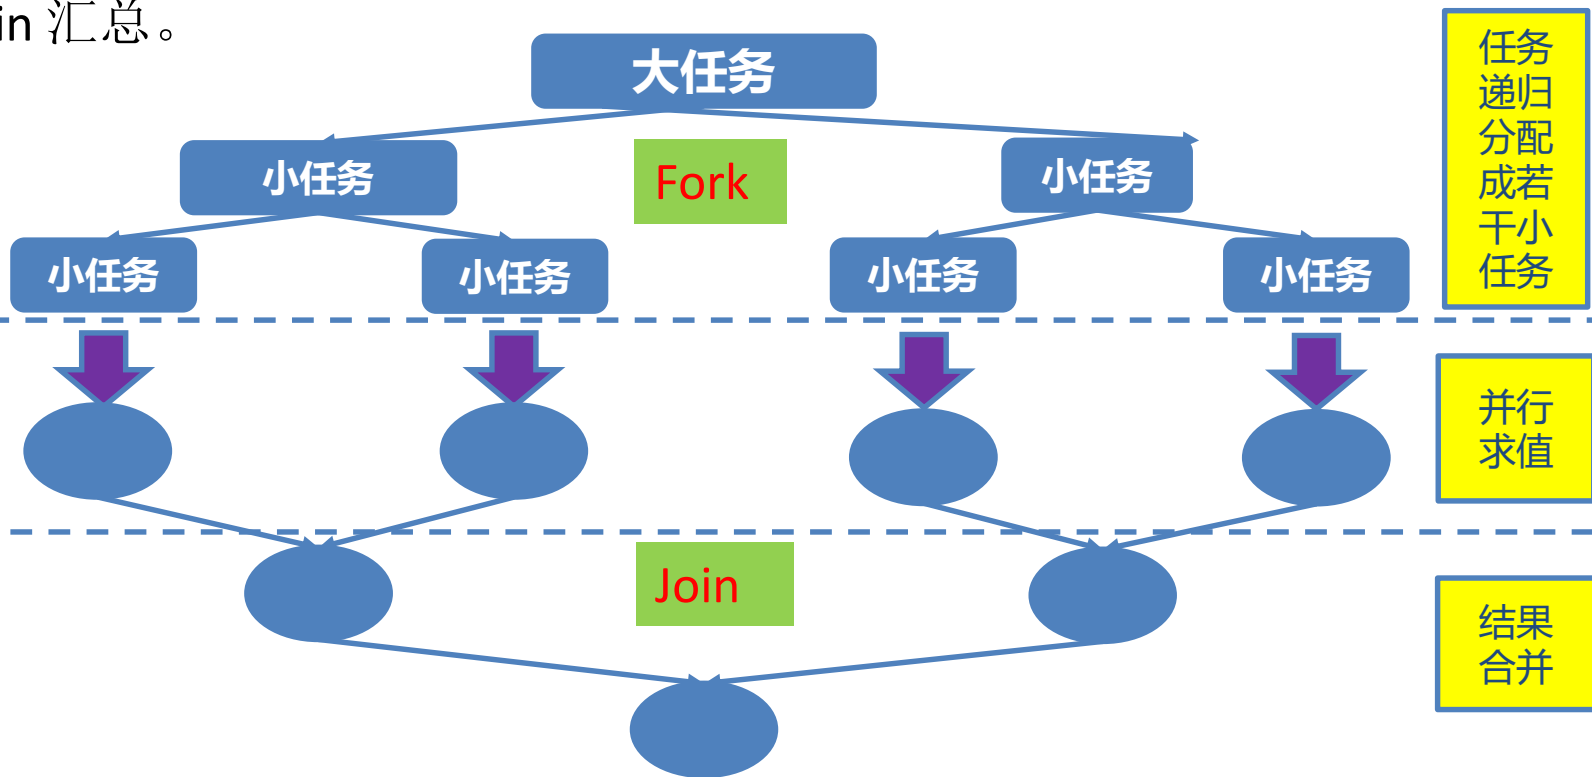 in 汇总。
大任务
小任务
Fork
小任务
小任务
小任务
小任务
小任务
任务
递归
分配
成若
干小
任务
并行
求值
Join
结果
合并